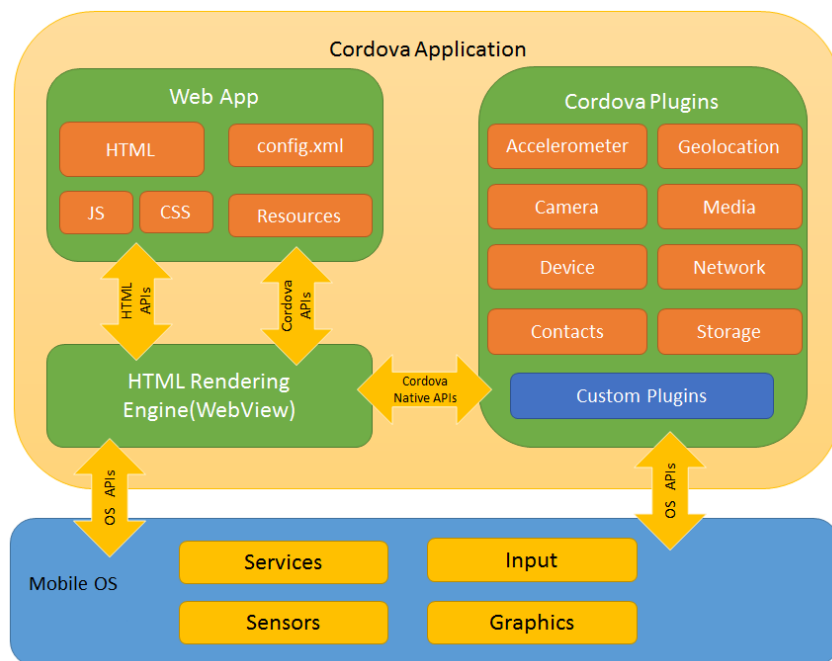 Cordova Application
Web App
HTML
config.xml
JS
CSS
Resources
HTML
APIs
Cordova
APIs
HTML Rendering
Engine(WebView)
Cordova
Native APIs
Cordova Plugins
Accelerometer
Geolocation
Camera
Media
Device
Network
Contacts
Storage
Custom Plugins
OS APIs
OS APIs
Mobile OS
Services
Input
Sensors
Graphics